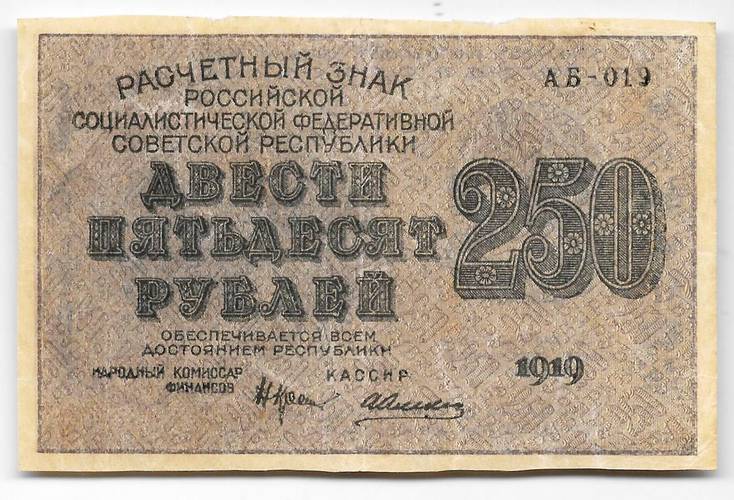 РАСЧЕТНЫЙ ЗНАК
АБ-019
РОССИЙСКОЙ
СОЦИАЛИСТИЧЕСКОЙ ФЕДЕРАТИВНОЙ
СОВЕТСКОЙ РЕСПУБЛИКИ
ДВЕСТИ
ПЯТЬДЕСЯТ
РУБЛЕЙ
250
ОБЕСПЕЧИВАЕТСЯ ВСЕМ
ДОСТОЯНИЕМ РЕСПУБЛИКИ
НАРОДНЫЙ КОМИССАР
ФИНАНСОВ
КАССИР
1919